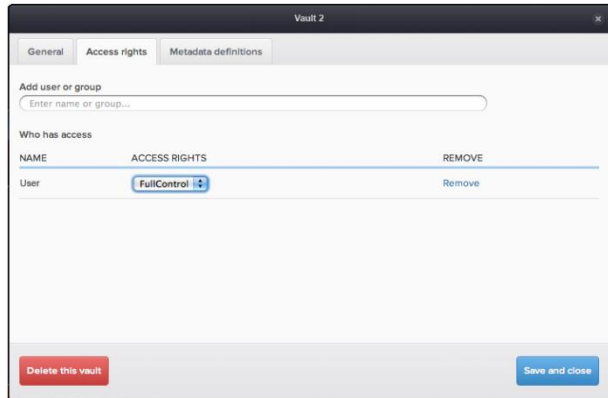 Vault 2
General Access rights Metadata definitions
Add user or group
Enter name or group...
Who has access
NAME ACCESS RIGHTS REMOVE
User FullControl Remove
Delete this vault Save and close